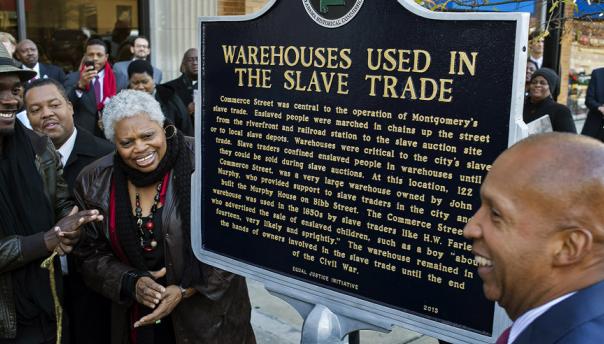 HISTORICAL COMMISSION
WAREHOUSES USED IN
THE SLAVE TRADE
Commerce Street was central to the operation of Montgomery's
slave trade. Enslaved people were marched in chains up the street
from the riverfront and railroad station to the slave auction site
or to local slave depots. Warehouses were critical to the city's slave
trade. Slave traders confined enslaved people in warehouses until
they could be sold during slave auctions. At this location, 122
Commerce Street, was a very large warehouse owned by John
Murphy, who provided support to slave traders in the city and
built the Murphy House on Bibb Street. The Commerce Street
warehouse was used in the 1850s by slave traders like H.W. Farley
who advertised the sale of enslaved children, such as a boy "about
fourteen, very likely and sprightly." The warehouse remained in
the hands of owners involved in the slave trade until the end
of the Civil War.
EQUAL JUSTICE INITIATIVE
2013